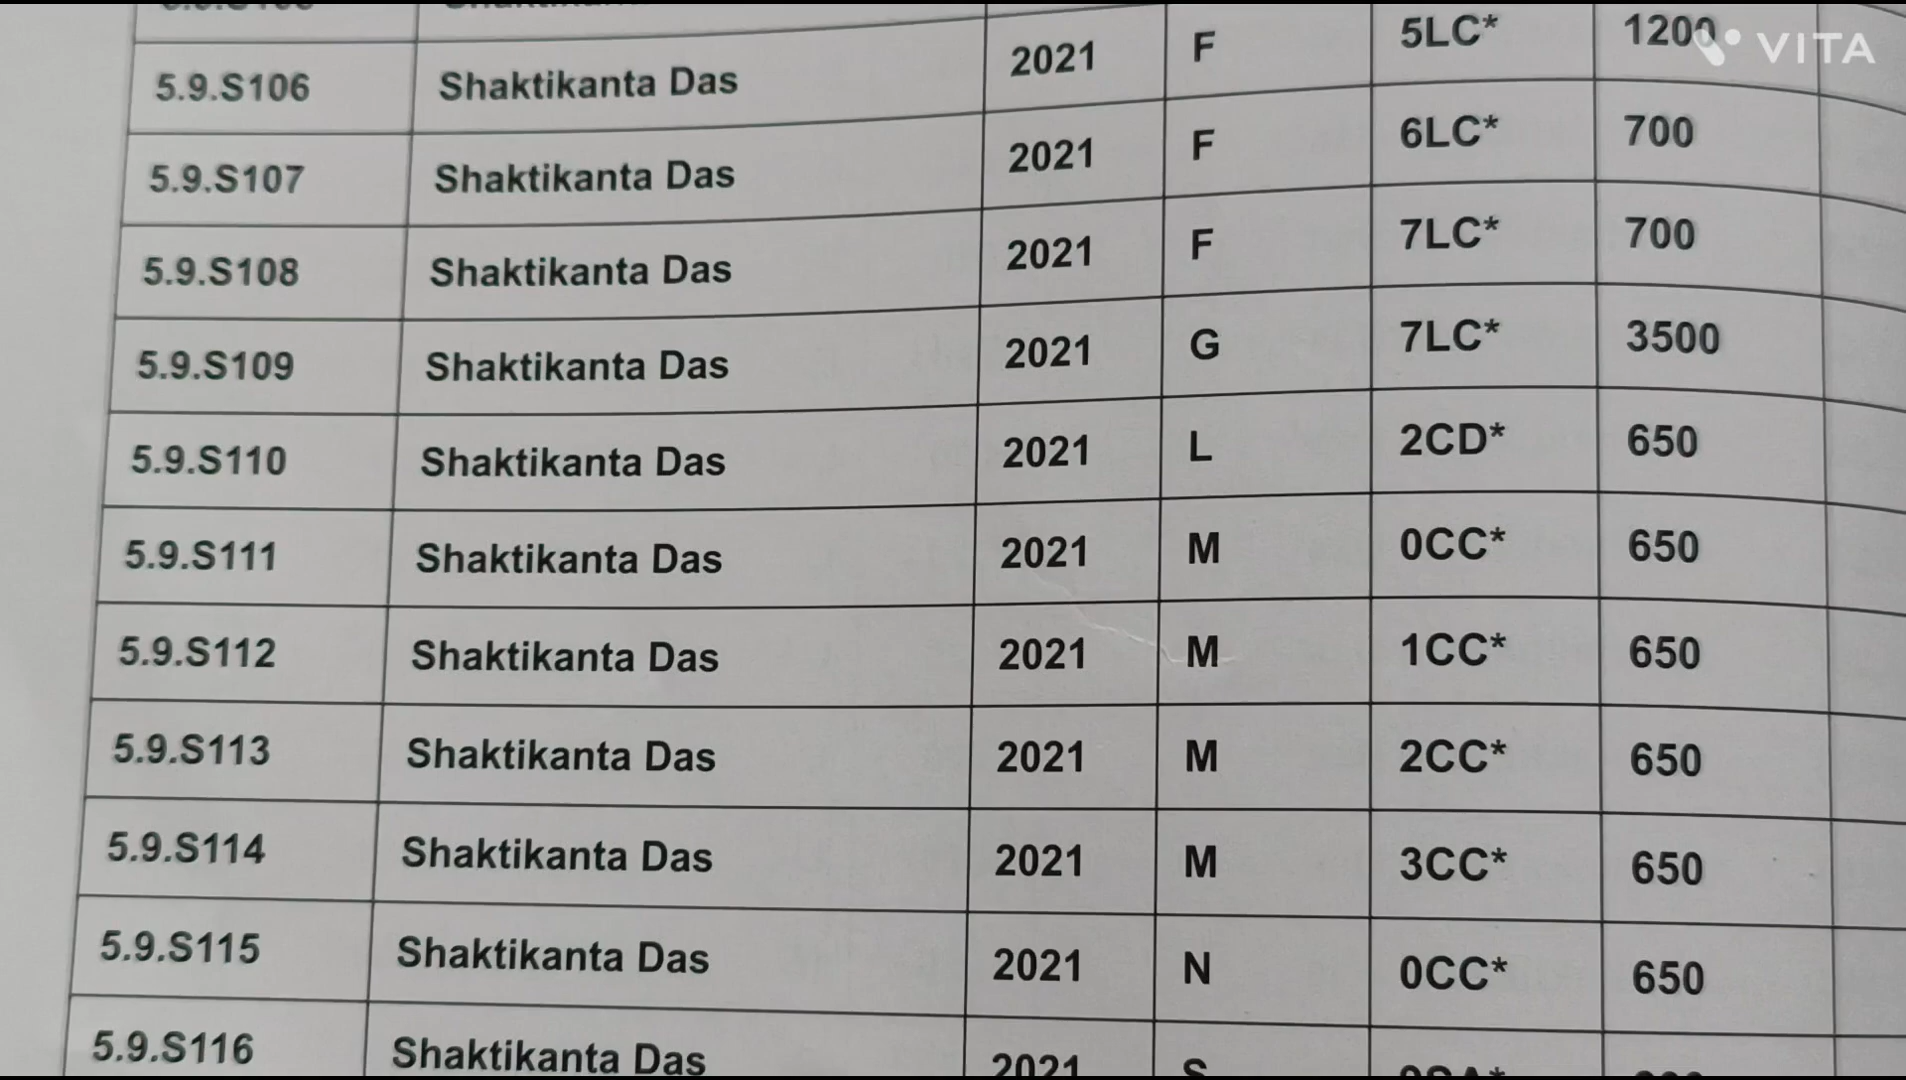 VITA
5.9.S106 Shaktikanta Das 2021 F 5LC* 1200
5.9.S107 Shaktikanta Das 2021 F 6LC* 700
5.9.S108 Shaktikanta Das 2021 F 7LC* 700
5.9.S109 Shaktikanta Das 2021 G 7LC* 3500
5.9.S110 Shaktikanta Das 2021 L 2CD* 650
5.9.S111 Shaktikanta Das 2021 M 0CC* 650
5.9.S112 Shaktikanta Das 2021 M 1CC* 650
5.9.S113 Shaktikanta Das 2021 M 2CC* 650
5.9.S114 Shaktikanta Das 2021 M 3CC* 650
5.9.S115 Shaktikanta Das 2021 N 0CC* 650
5.9.S116 Shaktikanta Das 2021